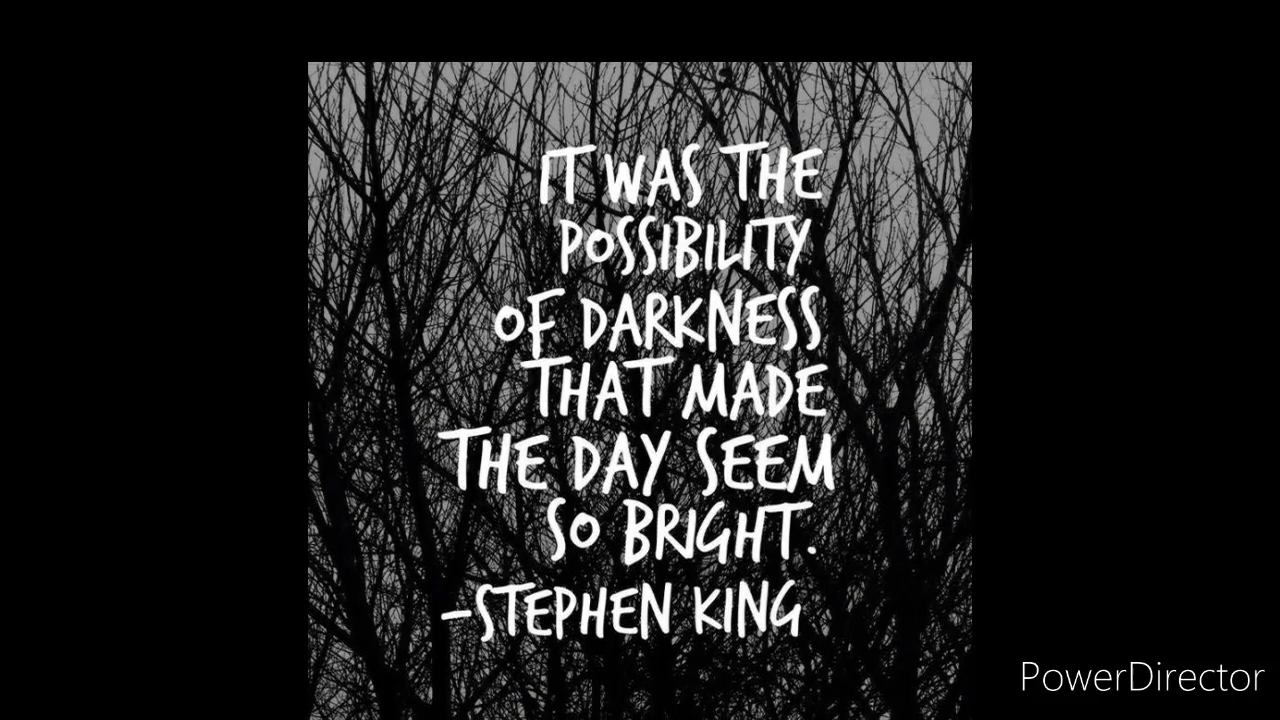 IT WAS THE
POSSIBILITY
OF DARKNESS
THAT MADE
THE DAY SEEM
SO BRIGHT.
-STEPHEN KING
PowerDirector